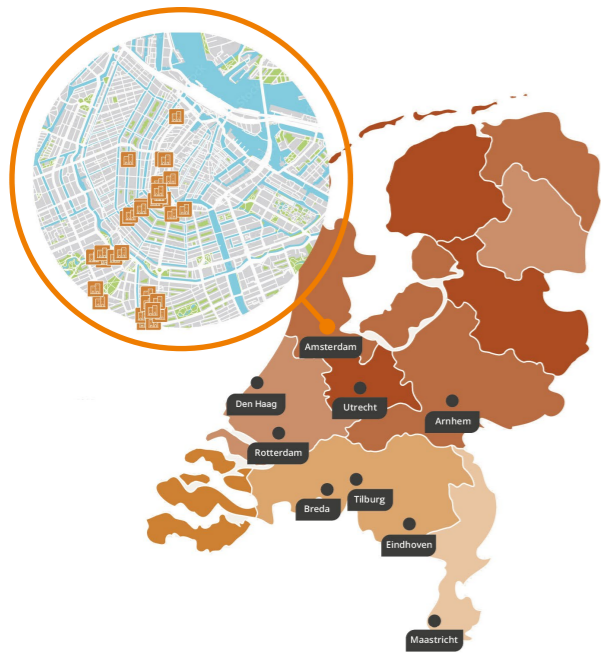 Amsterdam
Den Haag
Utrecht
Arnhem
Rotterdam
Tilburg
Breda
Eindhoven
Maastricht